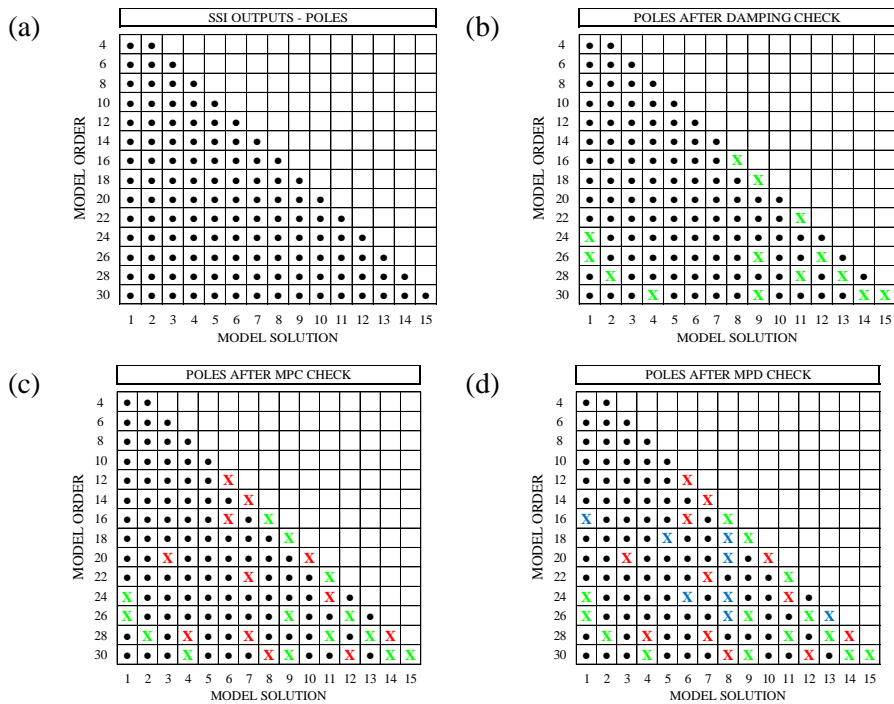 (a)
SSI OUTPUTS - POLES
MODEL ORDER
4
6
8
10
12
14
16
18
20
22
24
26
28
30
1 2 3 4 5 6 7 8 9 10 11 12 13 14 15
MODEL SOLUTION
(b)
POLES AFTER DAMPING CHECK
MODEL ORDER
4
6
8
10
12
14
16 X
18 X
20
22 X
24 X
26 X X X
28 X X X
30 X X X X
1 2 3 4 5 6 7 8 9 10 11 12 13 14 15
MODEL SOLUTION
(c)
POLES AFTER MPC CHECK
MODEL ORDER
4
6
8
10
12 X
14 X
16 X X
18 X
20 X X
22 X X
24 X X
26 X X X
28 X X X X X X
30 X X X X X X
1 2 3 4 5 6 7 8 9 10 11 12 13 14 15
MODEL SOLUTION
(d)
POLES AFTER MPD CHECK
MODEL ORDER
4
6
8
10
12 X
14 X
16 X X X
18 X X X
20 X X X
22 X X
24 X X X X
26 X X X X X
28 X X X X X X
30 X X X X X X
1 2 3 4 5 6 7 8 9 10 11 12 13 14 15
MODEL SOLUTION